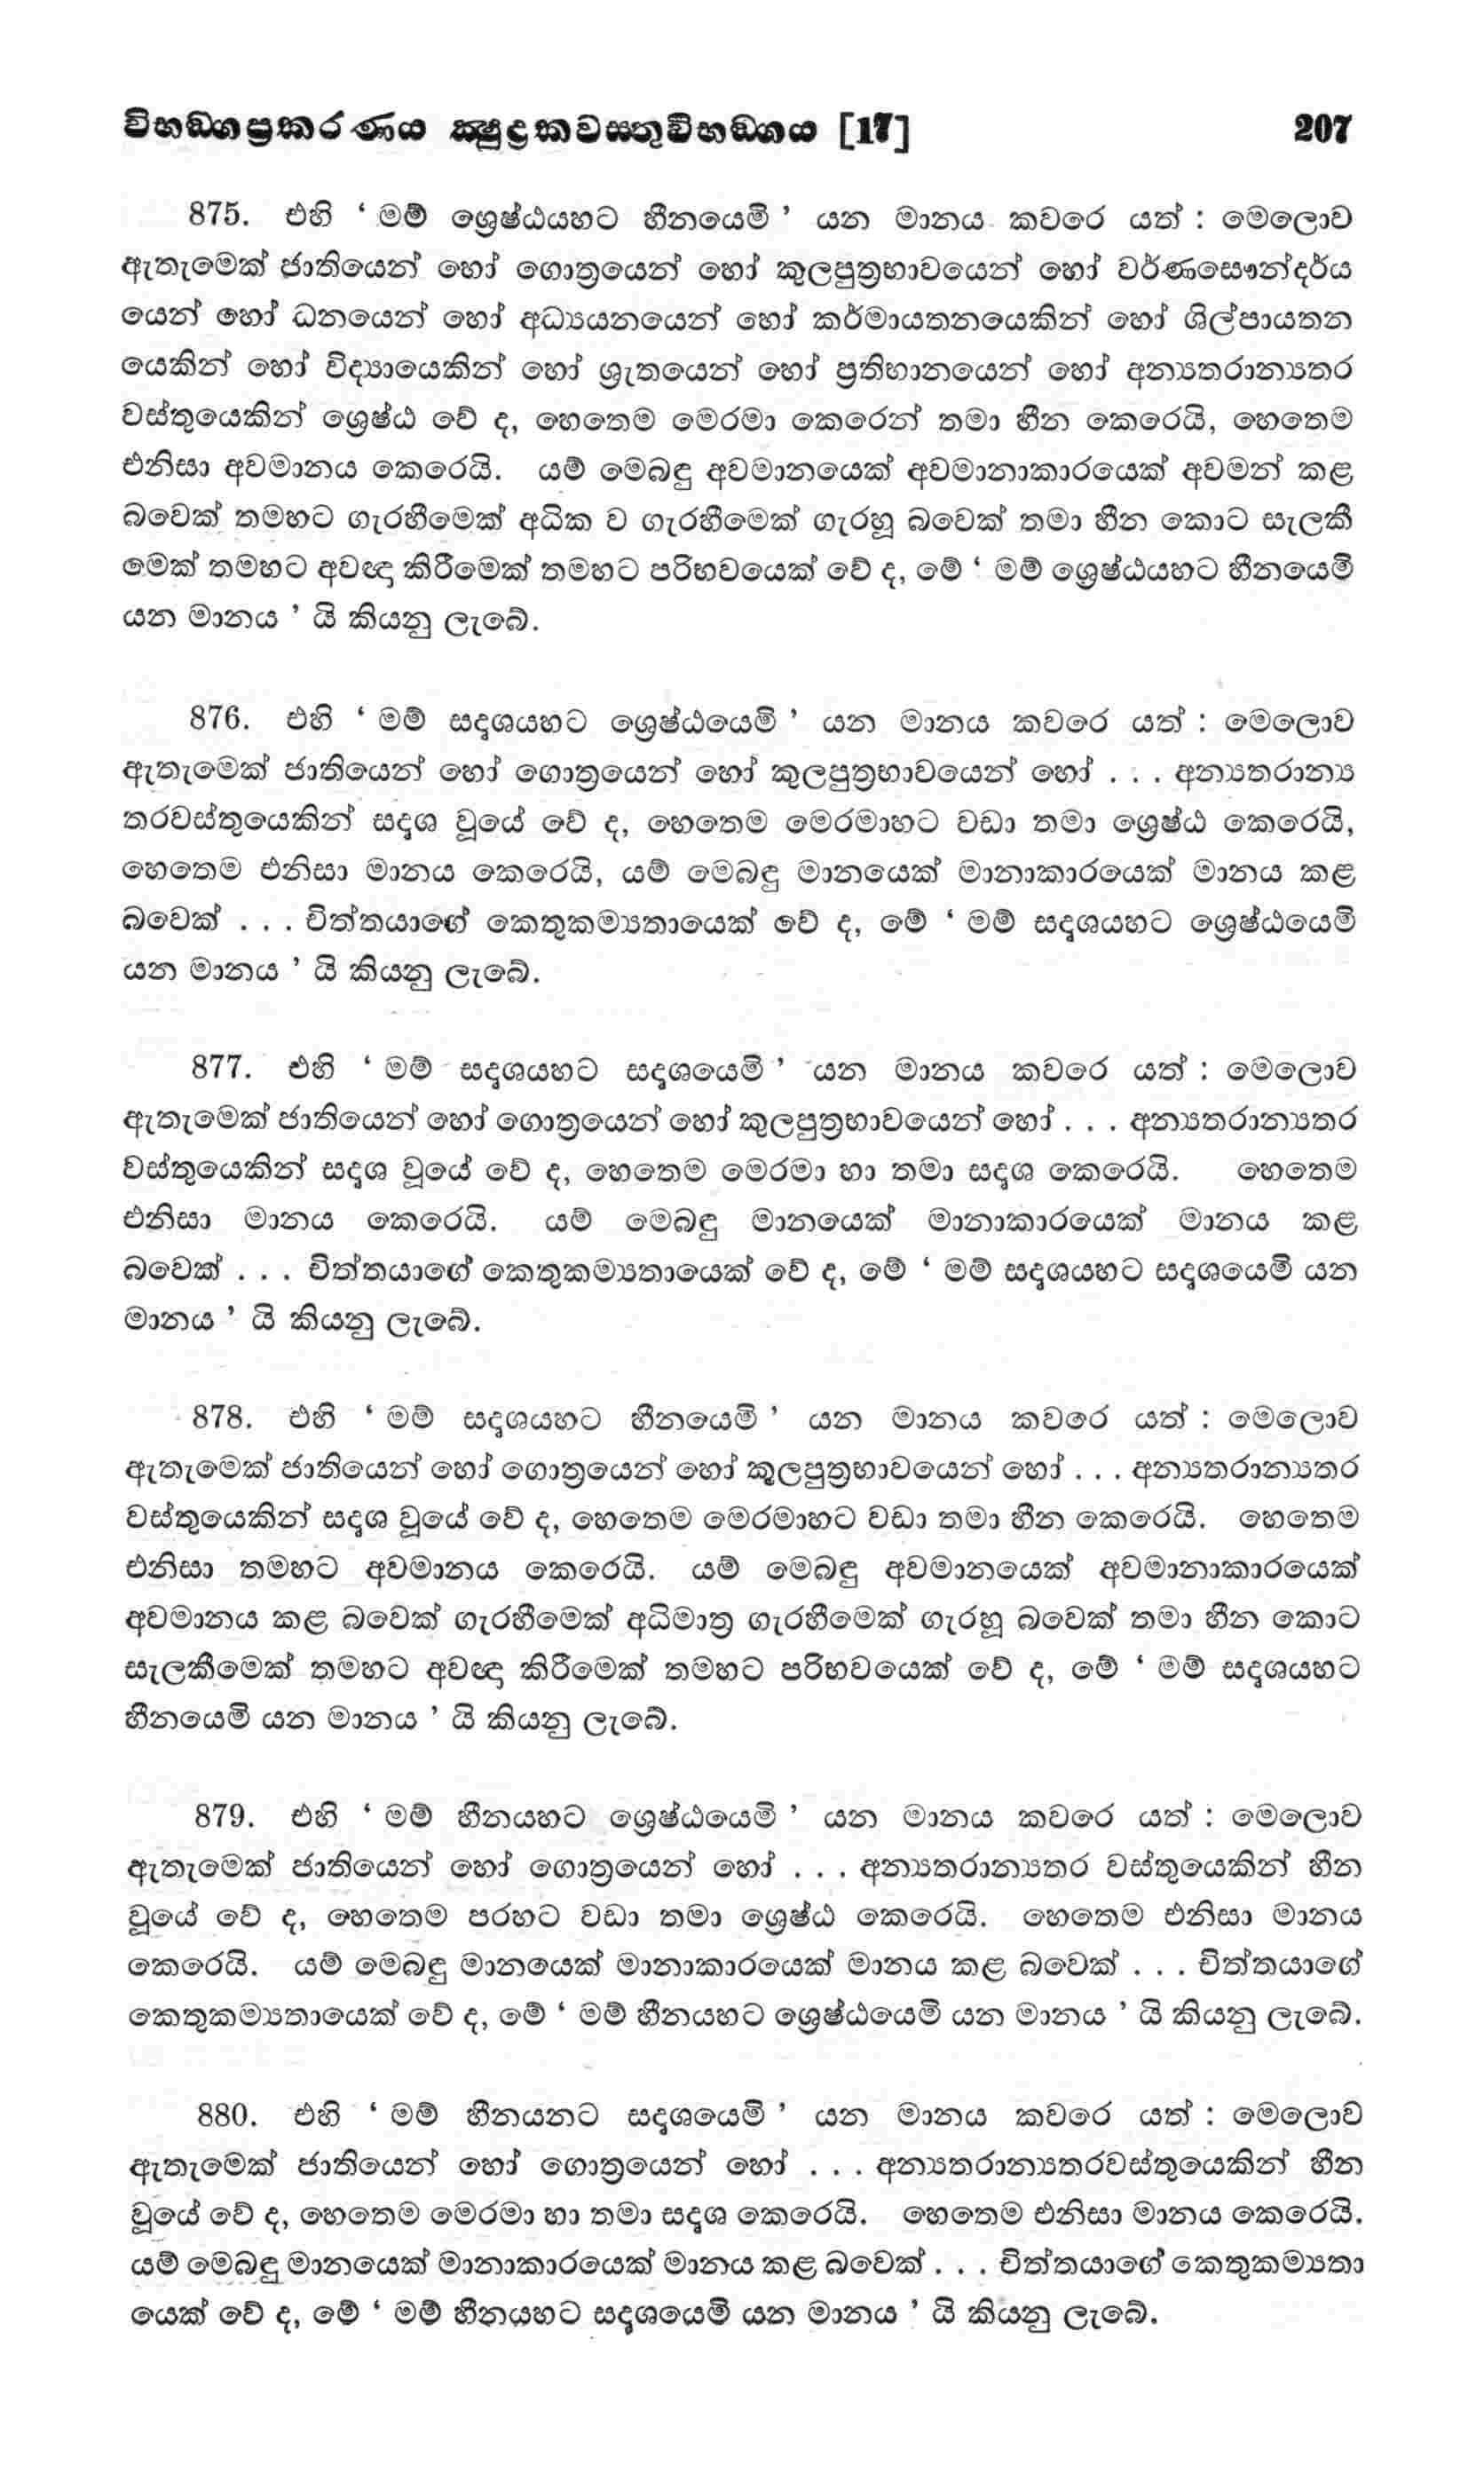 විභඞ්ගප්‍රකරණය ක්‍ෂුද්‍රකවස්තුවිභඞ්ගය [17] 207
875. එහි ‘ මම් ශ්‍රෙෂ්ඨයහට හීනයෙමි ’ යන මානය කවරෙ යත් : මෙලොව
ඇතැමෙක් ජාතියෙන් හෝ ගොත්‍රයෙන් හෝ කුලපුත්‍රභාවයෙන් හෝ වර්ණසෞන්දර්ය
යෙන් හෝ ධනයෙන් හෝ අධ්‍යයනයෙන් හෝ කර්මායතනයෙකින් හෝ ශිල්පායතන
යෙකින් හෝ විද්‍යායෙකින් හෝ ශ්‍රැතයෙන් හෝ ප්‍රතිභානයෙන් හෝ අන්‍යතරාන්‍යතර
වස්තුයෙකින් ශ්‍රෙෂ්ඨ වේ ද, හෙතෙම මෙරමා කෙරෙන් තමා හීන කෙරෙයි, හෙතෙම
එනිසා අවමානය කෙරෙයි. යම් මෙබඳු අවමානයෙක් අවමානාකාරයෙක් අවමන් කළ
බවෙක් තමහට ගැරහීමෙක් අධික ව ගැරහීමෙක් ගැරහූ බවෙක් තමා හීන කොට සැලකී
මෙක් තමහට අවඥා කිරීමෙක් තමහට පරිභවයෙක් වේ ද, මේ ‘ මම් ශ්‍රෙෂ්ඨයහට හීනයෙමි
යන මානය ’ යි කියනු ලැබේ.
876. එහි ‘ මම් සදෘශයහට ශ්‍රෙෂ්ඨයෙමි ’ යන මානය කවරෙ යත් : මෙලොව
ඇතැමෙක් ජාතියෙන් හෝ ගොත්‍රයෙන් හෝ කුලපුත්‍රභාවයෙන් හෝ . . . අන්‍යතරාන්‍ය
තරවස්තුයෙකින් සදෘශ වූයේ වේ ද, හෙතෙම මෙරමාහට වඩා තමා ශ්‍රෙෂ්ඨ කෙරෙයි,
හෙතෙම එනිසා මානය කෙරෙයි, යම් මෙබඳු මානයෙක් මානාකාරයෙක් මානය කළ
බවෙක් . . . චිත්තයාගේ කෙතුකම්‍යතායෙක් වේ ද, මේ ‘ මම් සදෘශයහට ශ්‍රෙෂ්ඨයෙමි
යන මානය ’ යි කියනු ලැබේ.
877. එහි ‘ මම් සදෘශයහට සදෘශයෙමි ’ යන මානය කවරෙ යත් : මෙලොව
ඇතැමෙක් ජාතියෙන් හෝ ගොත්‍රයෙන් හෝ කුලපුත්‍රභාවයෙන් හෝ . . . අන්‍යතරාන්‍යතර
වස්තුයෙකින් සදෘශ වූයේ වේ ද, හෙතෙම මෙරමා හා තමා සදෘශ කෙරෙයි. හෙතෙම
එනිසා මානය කෙරෙයි. යම් මෙබඳු මානයෙක් මානාකාරයෙක් මානය කළ
බවෙක් . . . චිත්තයාගේ කෙතුකම්‍යතායෙක් වේ ද, මේ ‘ මම් සදෘශයහට සදෘශයෙමි යන
මානය ’ යි කියනු ලැබේ.
878. එහි ‘ මම් සදෘශයහට හීනයෙමි ’ යන මානය කවරෙ යත් : මෙලොව
ඇතැමෙක් ජාතියෙන් හෝ ගොත්‍රයෙන් හෝ කුලපුත්‍රභාවයෙන් හෝ . . . අන්‍යතරාන්‍යතර
වස්තුයෙකින් සදෘශ වූයේ වේ ද, හෙතෙම මෙරමාහට වඩා තමා හීන කෙරෙයි. හෙතෙම
එනිසා තමහට අවමානය කෙරෙයි. යම් මෙබඳු අවමානයෙක් අවමානාකාරයෙක්
අවමානය කළ බවෙක් ගැරහීමෙක් අධිමාත්‍ර ගැරහීමෙක් ගැරහූ බවෙක් තමා හීන කොට
සැලකීමෙක් තමහට අවඥා කිරීමෙක් තමහට පරිභවයෙක් වේ ද, මේ ‘ මම් සදෘශයහට
හීනයෙමි යන මානය ’ යි කියනු ලැබේ.
879. එහි ‘ මම් හීනයහට ශ්‍රෙෂ්ඨයෙමි ’ යන මානය කවරෙ යත් : මෙලොව
ඇතැමෙක් ජාතියෙන් හෝ ගොත්‍රයෙන් හෝ . . . අන්‍යතරාන්‍යතර වස්තුයෙකින් හීන
වූයේ වේ ද, හෙතෙම පරහට වඩා තමා ශ්‍රෙෂ්ඨ කෙරෙයි. හෙතෙම එනිසා මානය
කෙරෙයි. යම් මෙබඳු මානයෙක් මානාකාරයෙක් මානය කළ බවෙක් . . . චිත්තයාගේ
කෙතුකම්‍යතායෙක් වේ ද, මේ ‘ මම් හීනයහට ශ්‍රෙෂ්ඨයෙමි යන මානය ’ යි කියනු ලැබේ.
880. එහි ‘ මම් හීනයනට සදෘශයෙමි ’ යන මානය කවරෙ යත් : මෙලොව
ඇතැමෙක් ජාතියෙන් හෝ ගොත්‍රයෙන් හෝ . . . අන්‍යතරාන්‍යතරවස්තුයෙකින් හීන
වූයේ වේ ද, හෙතෙම මෙරමා හා තමා සදෘශ කෙරෙයි. හෙතෙම එනිසා මානය කෙරෙයි.
යම් මෙබඳු මානයෙක් මානාකාරයෙක් මානය කළ බවෙක් . . . චිත්තයාගේ කෙතුකම්‍යතා
යෙක් වේ ද, මේ ‘ මම් හීනයහට සදෘශයෙමි යන මානය ’ යි කියනු ලැබේ.